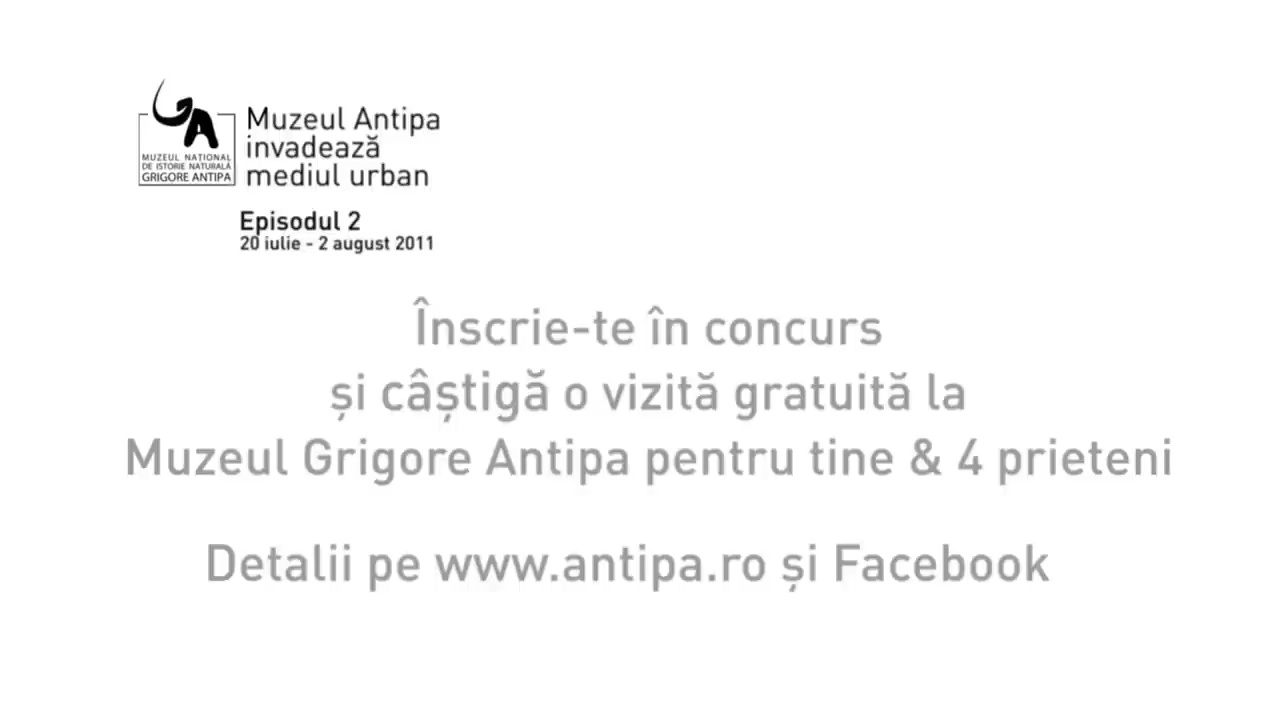 MUZEUL NAȚIONAL
DE ISTORIE NATURALĂ
GRIGORE ANTIPA
Muzeul Antipa
invadează
mediul urban
Episodul 2
20 iulie - 2 august 2011
Înscrie-te în concurs
și câștigă o vizită gratuită la
Muzeul Grigore Antipa pentru tine & 4 prieteni
Detalii pe www.antipa.ro și Facebook